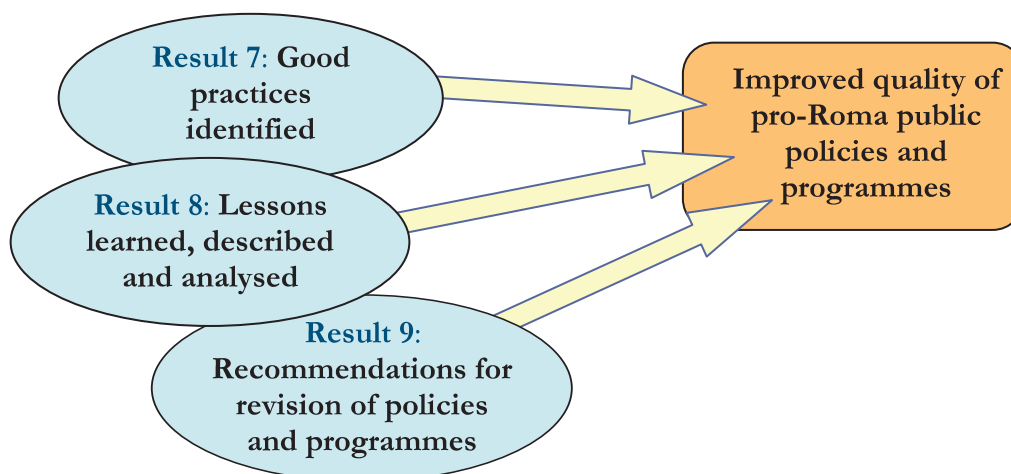 Result 7: Good
practices
identified
Result 8: Lessons
learned, described
and analysed
Result 9:
Recommendations for
revision of policies
and programmes
Improved quality of
pro-Roma public
policies and
programmes